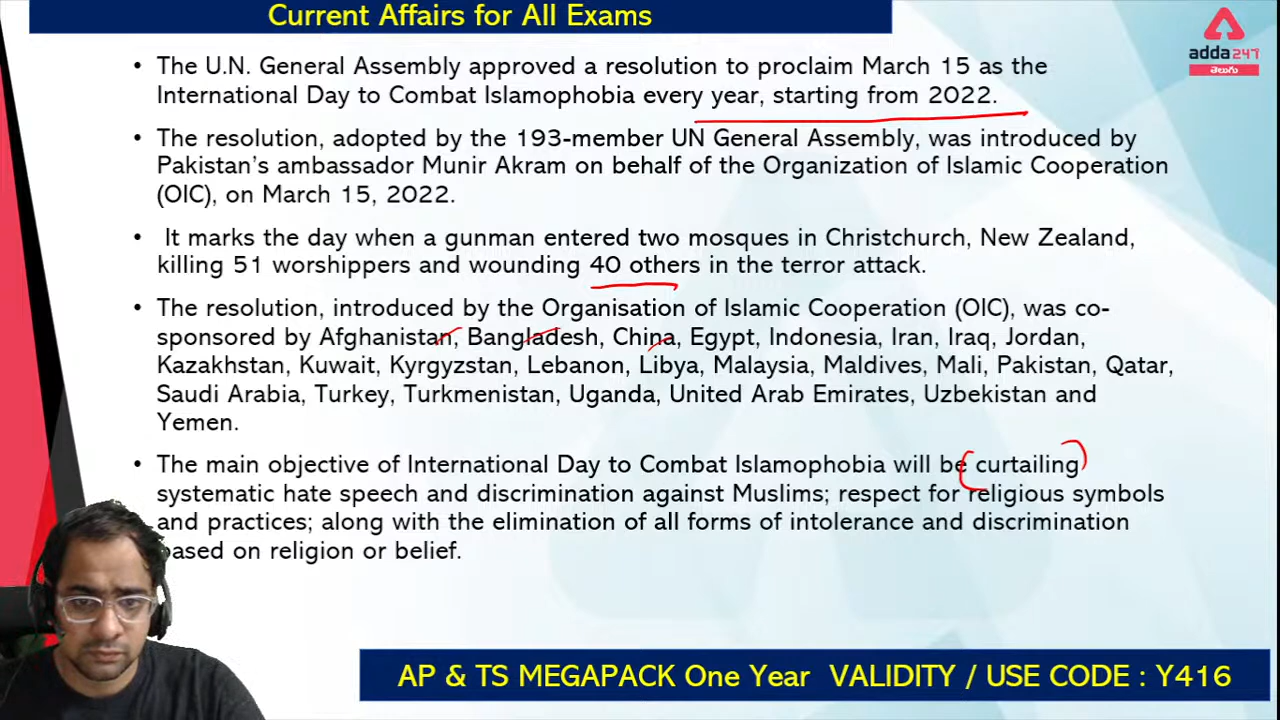 Current Affairs for All Exams
adda247
తెలుగు
• The U.N. General Assembly approved a resolution to proclaim March 15 as the
International Day to Combat Islamophobia every year, starting from 2022.
• The resolution, adopted by the 193-member UN General Assembly, was introduced by
Pakistan's ambassador Munir Akram on behalf of the Organization of Islamic Cooperation
(OIC), on March 15, 2022.
• It marks the day when a gunman entered two mosques in Christchurch, New Zealand,
killing 51 worshippers and wounding 40 others in the terror attack.
• The resolution, introduced by the Organisation of Islamic Cooperation (OIC), was co-
sponsored by Afghanistan, Bangladesh, China, Egypt, Indonesia, Iran, Iraq, Jordan,
Kazakhstan, Kuwait, Kyrgyzstan, Lebanon, Libya, Malaysia, Maldives, Mali, Pakistan, Qatar,
Saudi Arabia, Turkey, Turkmenistan, Uganda, United Arab Emirates, Uzbekistan and
Yemen.
• The main objective of International Day to Combat Islamophobia will be curtailing
systematic hate speech and discrimination against Muslims; respect for religious symbols
and practices; along with the elimination of all forms of intolerance and discrimination
based on religion or belief.
AP & TS MEGAPACK One Year VALIDITY / USE CODE : Y416